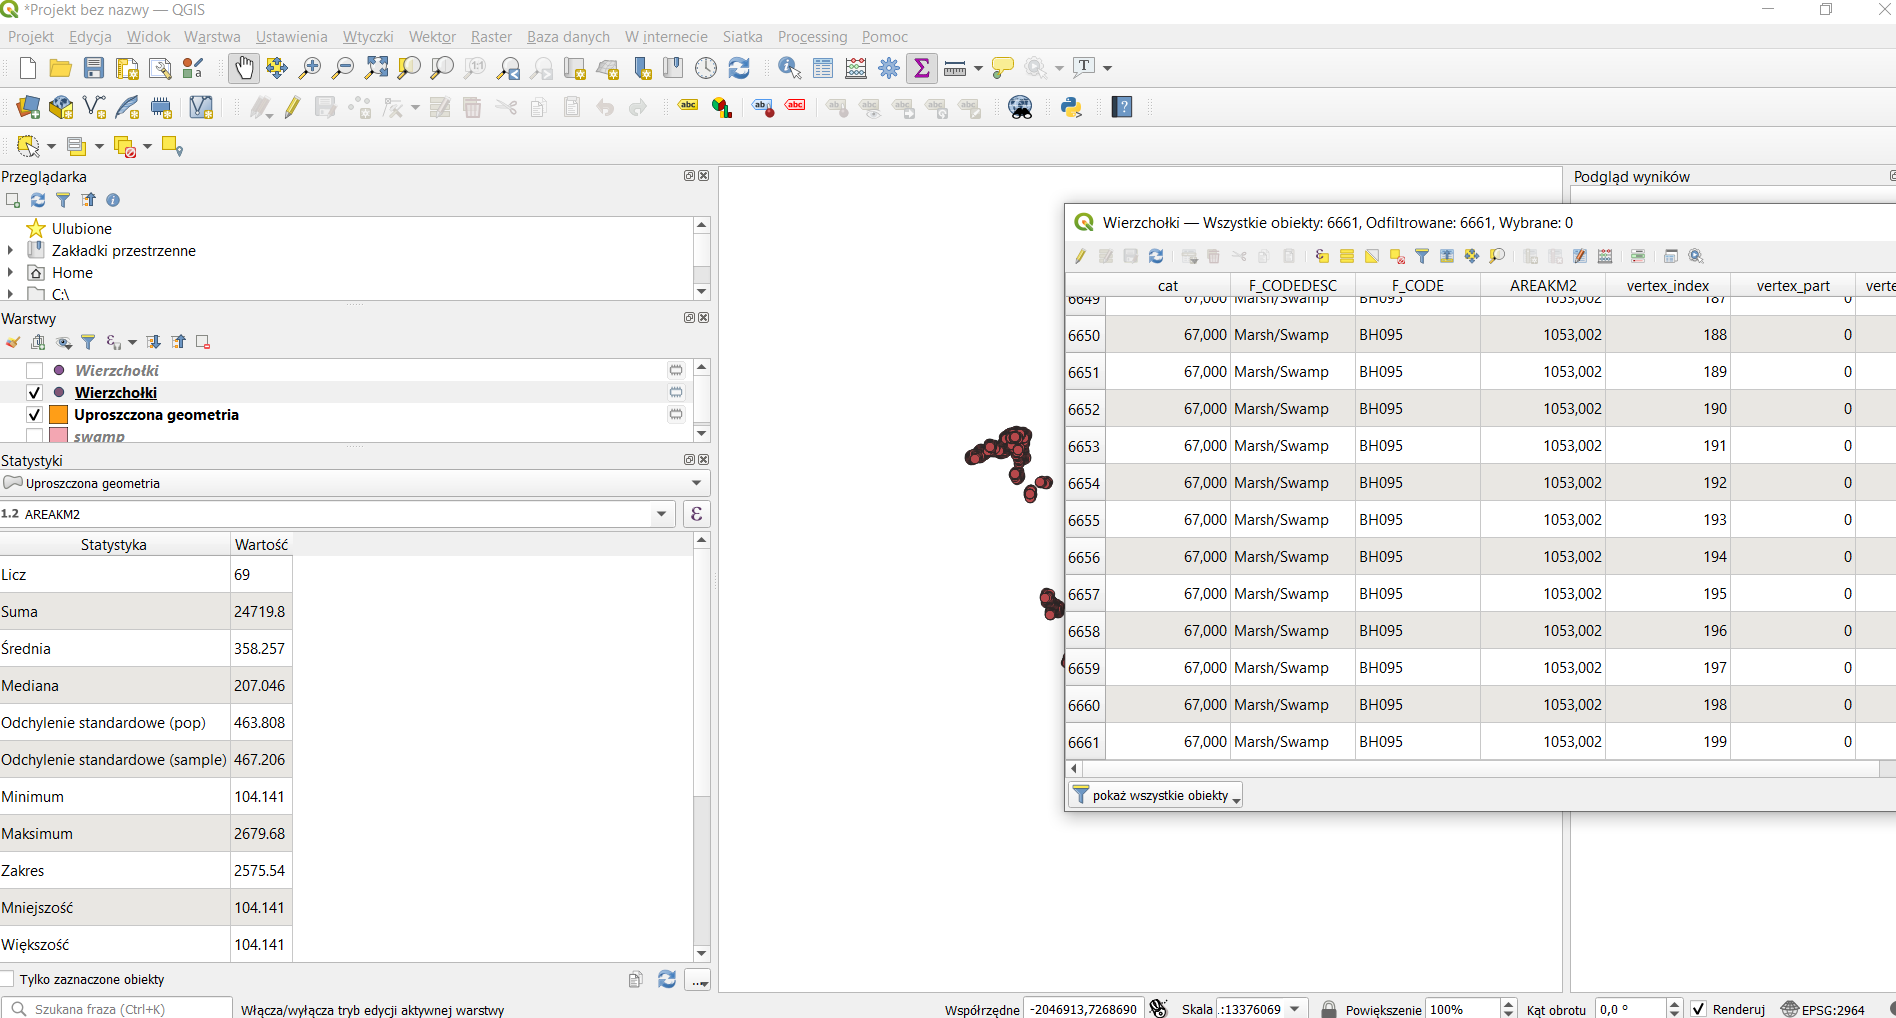 *Projekt bez nazwy — QGIS
Projekt Edycja Widok Warstwa Ustawienia Wtyczki Wektor Raster Baza danych W internecie Siatka Processing Pomoc
Przeglądarka
Ulubione
Zakładki przestrzenne
Home
C:\
Warstwy
Wierzchołki
Wierzchołki
Uproszczona geometria
swamp
Statystyki
Uproszczona geometria
1.2 AREAKM2
Statystyka Wartość
Licz 69
Suma 24719.8
Średnia 358.257
Mediana 207.046
Odchylenie standardowe (pop) 463.808
Odchylenie standardowe (sample) 467.206
Minimum 104.141
Maksimum 2679.68
Zakres 2575.54
Mniejszość 104.141
Większość 104.141
Tylko zaznaczone obiekty
Podgląd wyników
Wierzchołki — Wszystkie obiekty: 6661, Odfiltrowane: 6661, Wybrane: 0
cat F_CODEDESC F_CODE AREAKM2 vertex_index vertex_part verte
6649 67,000 Marsh/Swamp BH095 1053,002 187 0
6650 67,000 Marsh/Swamp BH095 1053,002 188 0
6651 67,000 Marsh/Swamp BH095 1053,002 189 0
6652 67,000 Marsh/Swamp BH095 1053,002 190 0
6653 67,000 Marsh/Swamp BH095 1053,002 191 0
6654 67,000 Marsh/Swamp BH095 1053,002 192 0
6655 67,000 Marsh/Swamp BH095 1053,002 193 0
6656 67,000 Marsh/Swamp BH095 1053,002 194 0
6657 67,000 Marsh/Swamp BH095 1053,002 195 0
6658 67,000 Marsh/Swamp BH095 1053,002 196 0
6659 67,000 Marsh/Swamp BH095 1053,002 197 0
6660 67,000 Marsh/Swamp BH095 1053,002 198 0
6661 67,000 Marsh/Swamp BH095 1053,002 199 0
pokaż wszystkie obiekty
Szukana fraza (Ctrl+K) Włącza/wyłącza tryb edycji aktywnej warstwy Współrzędne -2046913,7268690 Skala :13376069 Powiększenie 100% Kąt obrotu 0,0 ° Renderuj EPSG:2964